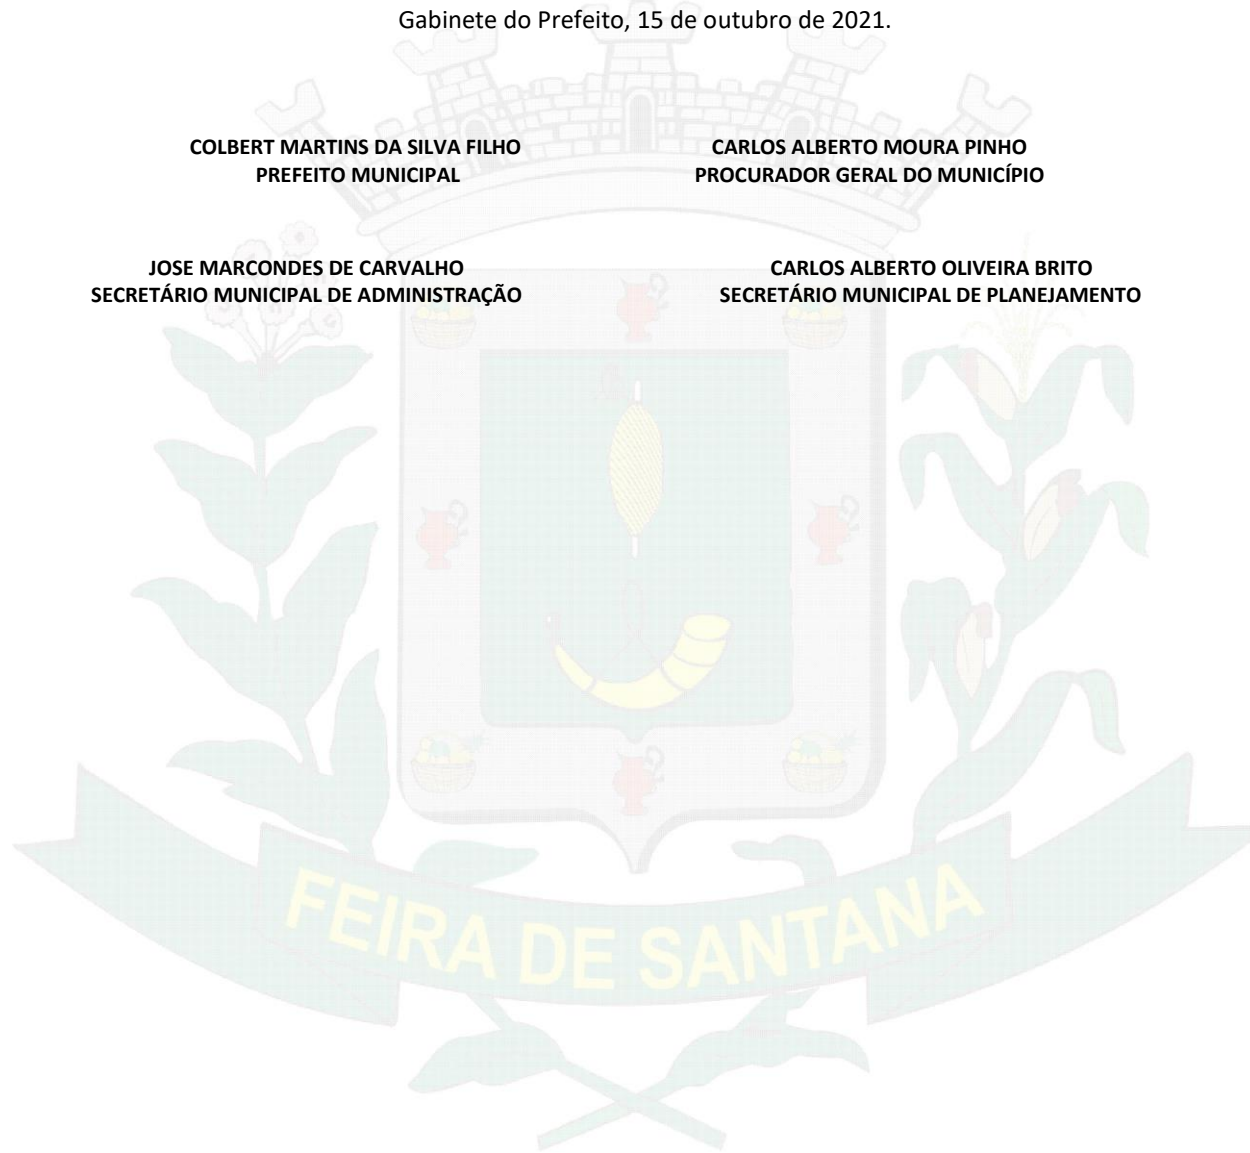 Gabinete do Prefeito, 15 de outubro de 2021.
COLBERT MARTINS DA SILVA FILHO
PREFEITO MUNICIPAL
CARLOS ALBERTO MOURA PINHO
PROCURADOR GERAL DO MUNICÍPIO
JOSE MARCONDES DE CARVALHO
SECRETÁRIO MUNICIPAL DE ADMINISTRAÇÃO
CARLOS ALBERTO OLIVEIRA BRITO
SECRETÁRIO MUNICIPAL DE PLANEJAMENTO
FEIRA DE SANTANA